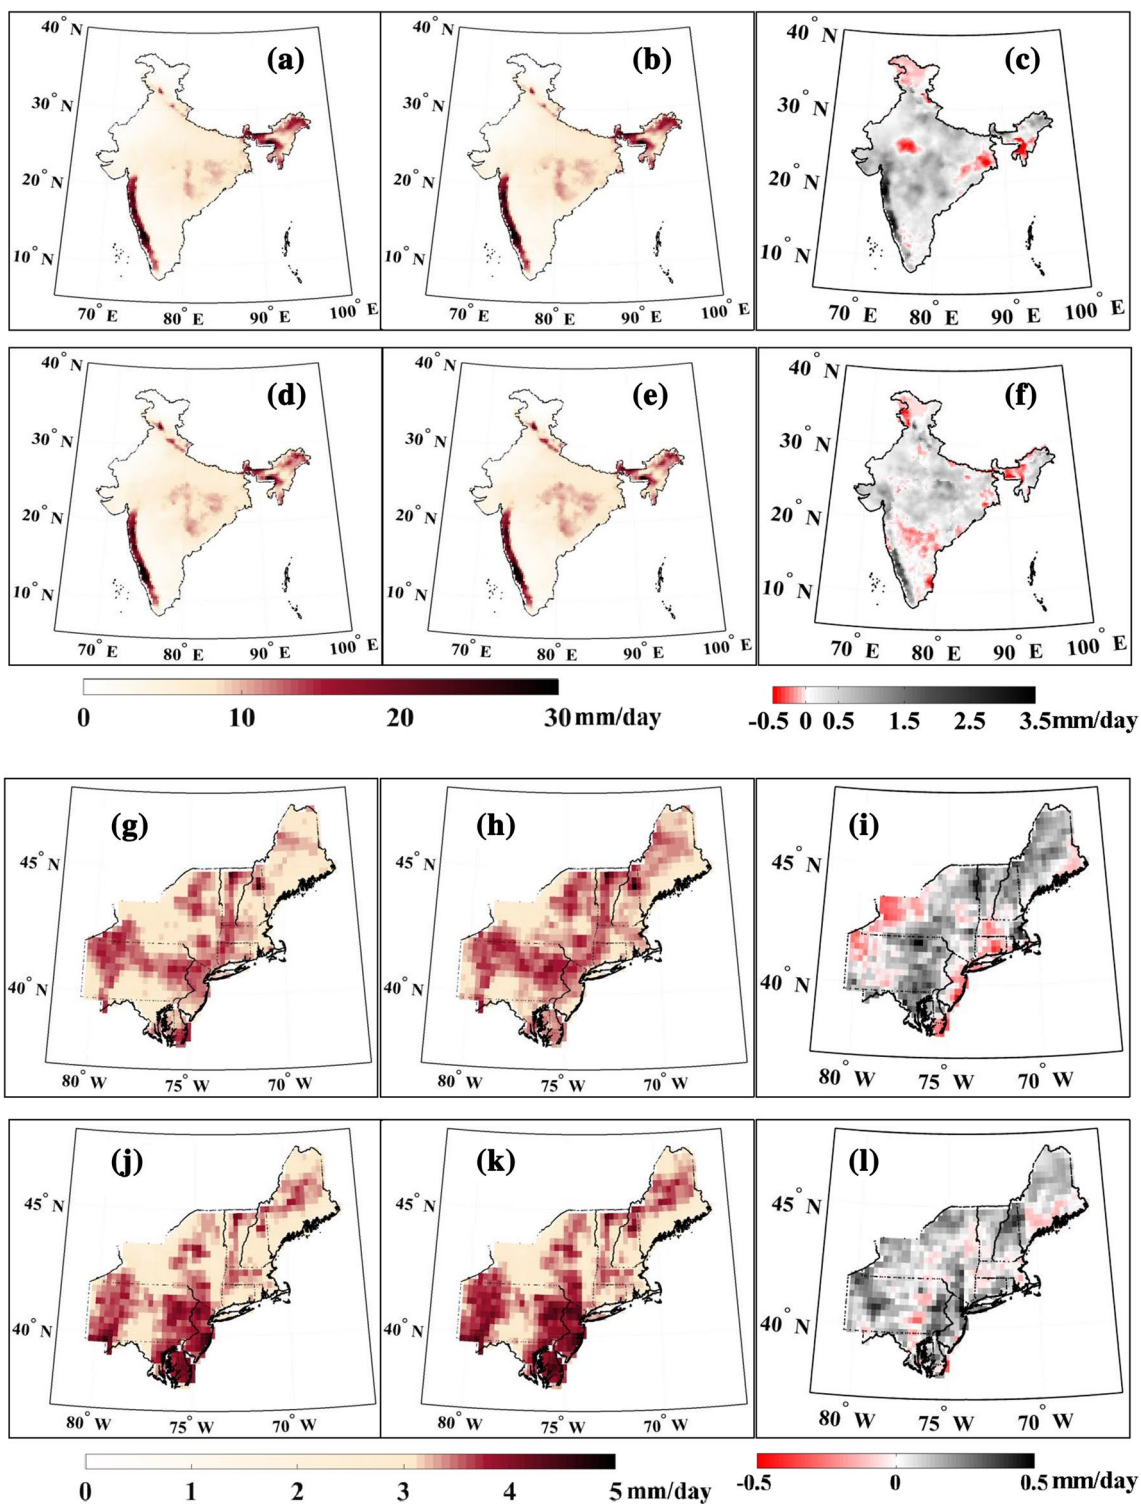 (a) (b) (c)
40° N 40° N 40° N
30° N 30° N 30° N
20° N 20° N 20° N
10° N 10° N 10° N
70° E 80° E 90° E 100° E 70° E 80° E 90° E 100° E 70° E 80° E 90° E 100° E
(d) (e) (f)
40° N 40° N 40° N
30° N 30° N 30° N
20° N 20° N 20° N
10° N 10° N 10° N
70° E 80° E 90° E 100° E 70° E 80° E 90° E 100° E 70° E 80° E 90° E 100° E
0 10 20 30 mm/day -0.5 0 0.5 1.5 2.5 3.5 mm/day
(g) (h) (i)
45° N 45° N 45° N
40° N 40° N 40° N
80° W 75° W 70° W 80° W 75° W 70° W 80° W 75° W 70° W
(j) (k) (l)
45° N 45° N 45° N
40° N 40° N 40° N
80° W 75° W 70° W 80° W 75° W 70° W 80° W 75° W 70° W
0 1 2 3 4 5 mm/day -0.5 0 0.5 mm/day